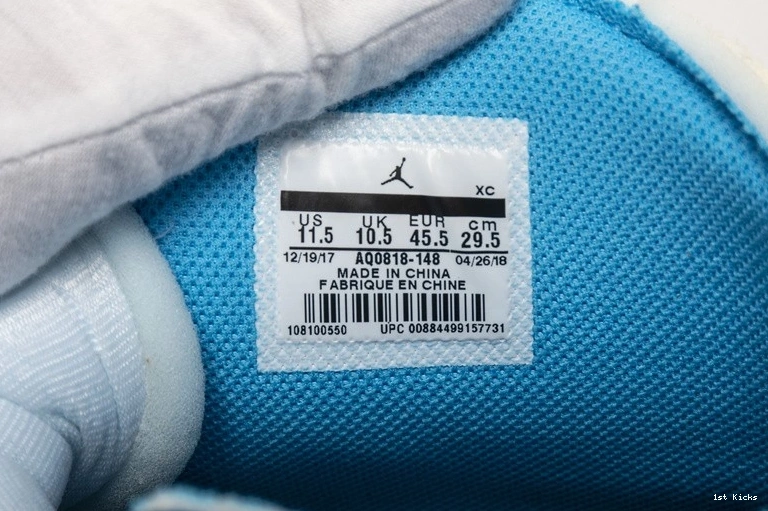 XC
US UK EUR cm
11.5 10.5 45.5 29.5
12/19/17 AQ0818-148 04/26/18
MADE IN CHINA
FABRIQUE EN CHINE
108100550 UPC 00884499157731
1st Kicks